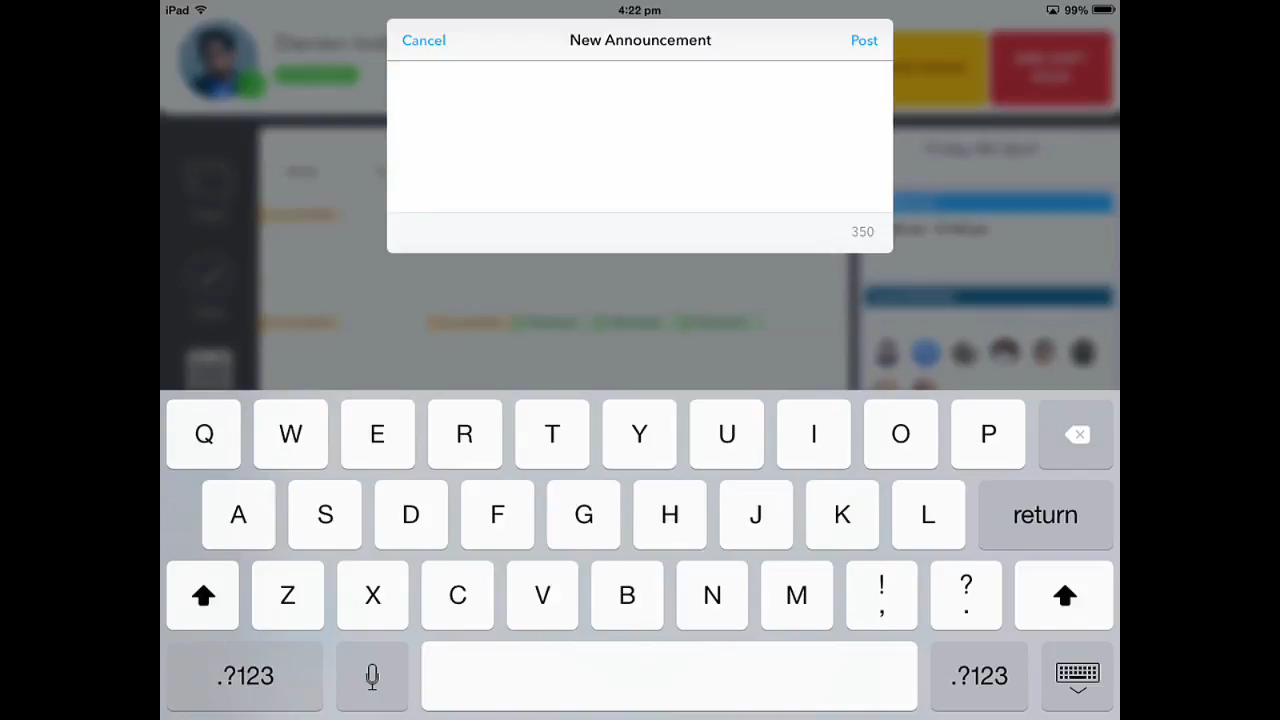 iPad 4:22 pm 99%
Cancel New Announcement Post
350
Q W E R T Y U I O P
A S D F G H J K L return
Z X C V B N M ! , ? .
.?123 .?123